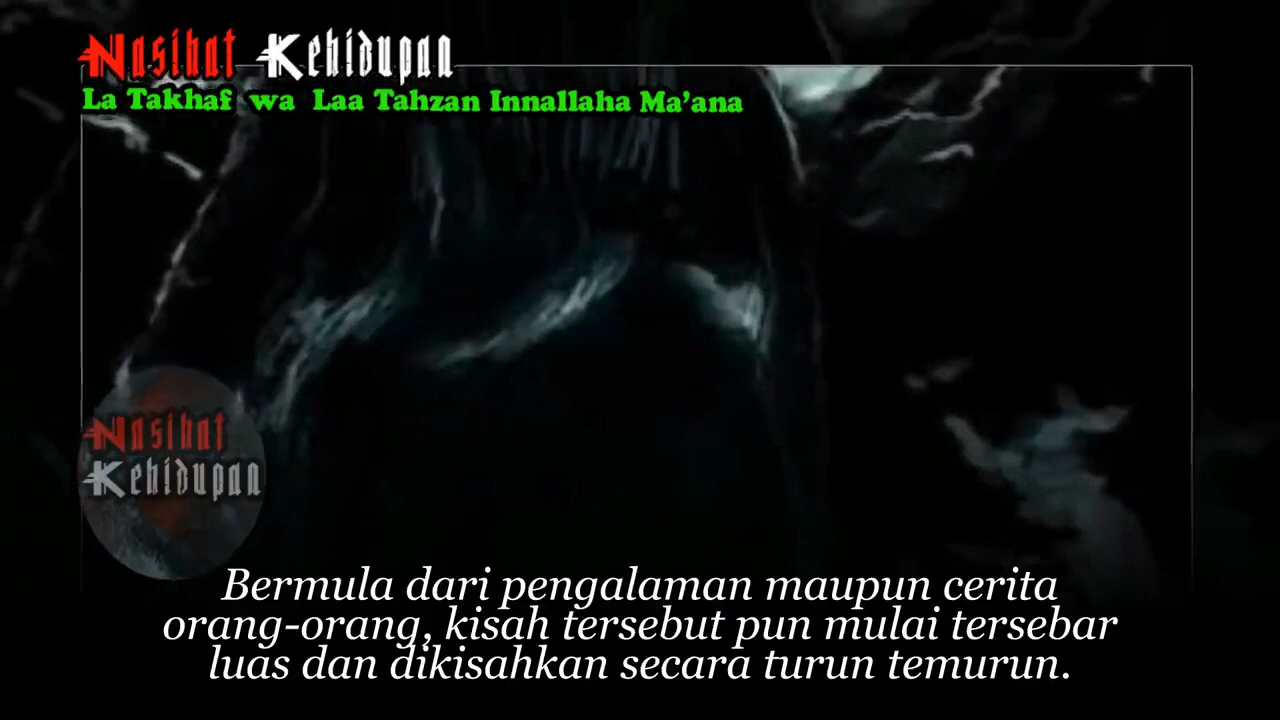 Nasihat Kehidupan
La Takhaf wa Laa Tahzan Innallaha Ma'ana
Nasihat
Kehidupan
Bermula dari pengalaman maupun cerita
orang-orang, kisah tersebut pun mulai tersebar
luas dan dikisahkan secara turun temurun.